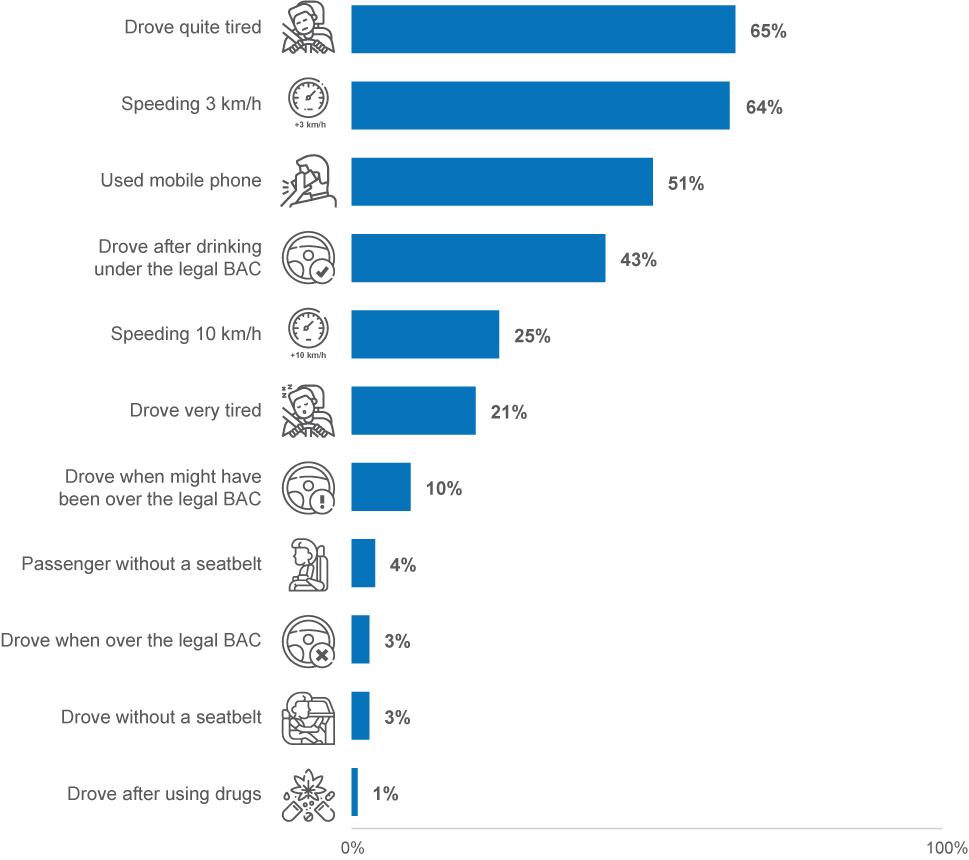 Drove quite tired
65%
Speeding 3 km/h
+3 km/h
64%
Used mobile phone
51%
Drove after drinking
under the legal BAC
43%
Speeding 10 km/h
+10 km/h
25%
Drove very tired
z z z
21%
Drove when might have
been over the legal BAC
10%
Passenger without a seatbelt
4%
Drove when over the legal BAC
3%
Drove without a seatbelt
3%
Drove after using drugs
1%
0% 100%